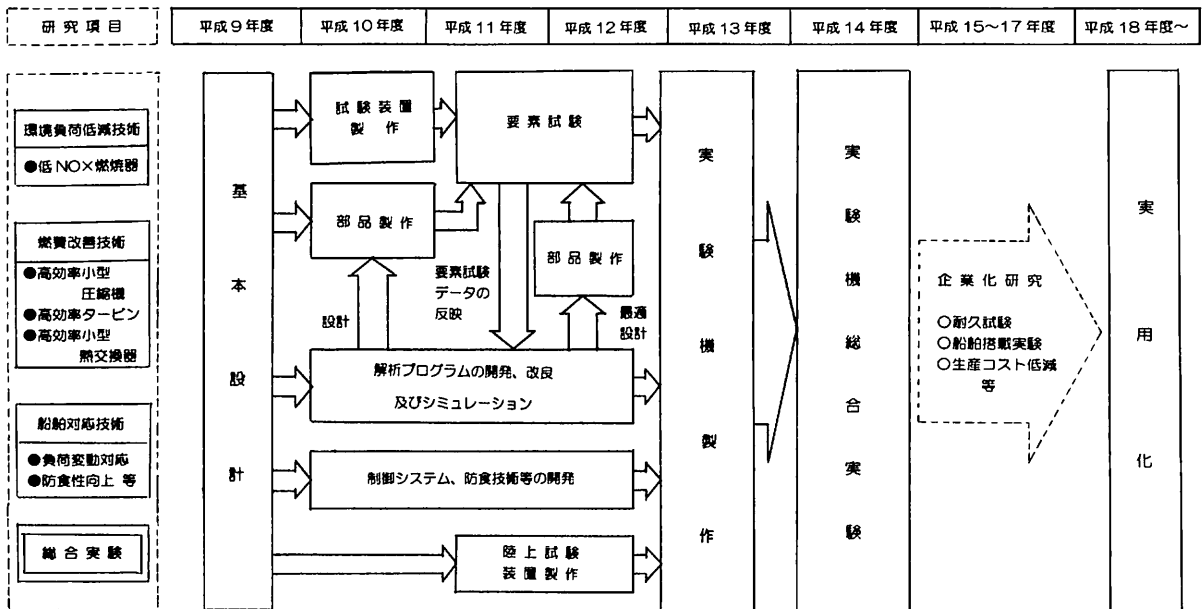 研究項目
平成9年度
平成10年度
平成11年度
平成12年度
平成13年度
平成14年度
平成15～17年度
平成18年度～
環境負荷低減技術
●低NO×燃焼器
燃費改善技術
●高効率小型
圧縮機
●高効率タービン
●高効率小型
熱交換器
船舶対応技術
●負荷変動対応
●防食性向上 等
総合実験
基本設計
試験装置
製作
要素試験
部品製作
部品製作
設計
要素試験
データの
反映
最適
設計
解析プログラムの開発、改良
及びシミュレーション
制御システム、防食技術等の開発
陸上試験
装置製作
実験機製作
実験機総合実験
企業化研究
○耐久試験
○船舶搭載実験
○生産コスト低減
等
実用化